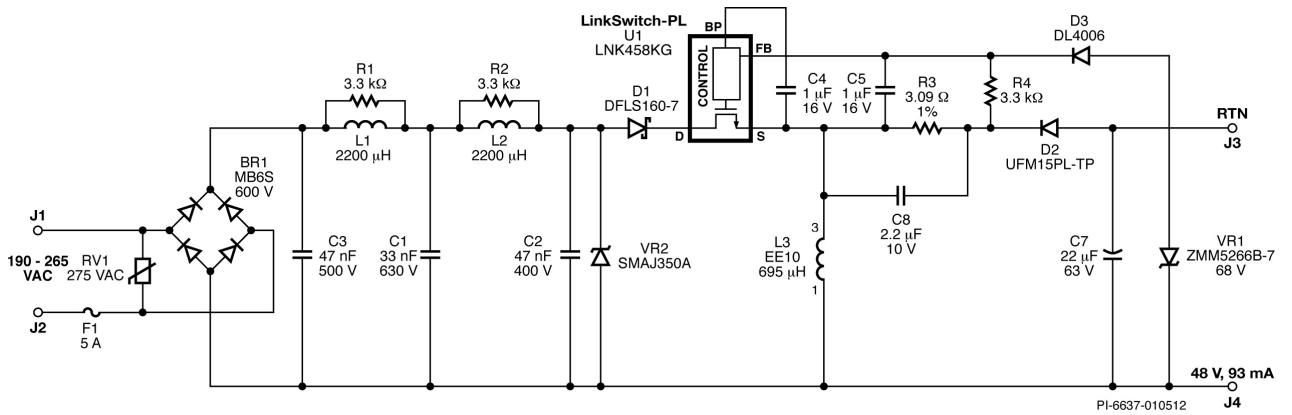 LinkSwitch-PL
U1
LNK458KG
BP
FB
CONTROL
D
S
D3
DL4006
R1
3.3 kΩ
L1
2200 µH
R2
3.3 kΩ
L2
2200 µH
D1
DFLS160-7
C4
1 µF
16 V
C5
1 µF
16 V
R3
3.09 Ω
1%
R4
3.3 kΩ
D2
UFM15PL-TP
RTN
J3
BR1
MB6S
600 V
J1
190 - 265
VAC
RV1
275 VAC
J2
F1
5 A
C3
47 nF
500 V
C1
33 nF
630 V
C2
47 nF
400 V
VR2
SMAJ350A
3
L3
EE10
695 µH
1
C8
2.2 µF
10 V
C7
22 µF
63 V
VR1
ZMM5266B-7
68 V
48 V, 93 mA
J4
PI-6637-010512